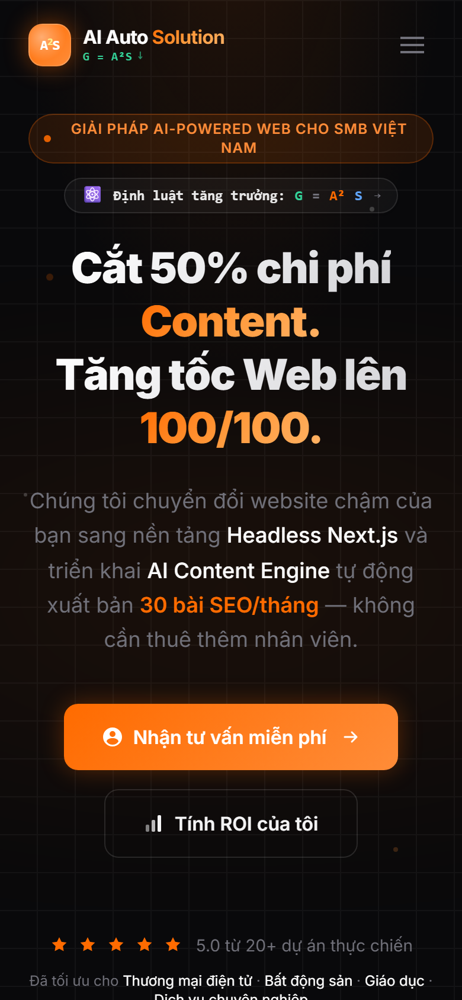 A²S
AI Auto Solution
G = A²S ↓
GIẢI PHÁP AI-POWERED WEB CHO SMB VIỆT
NAM
Định luật tăng trưởng: G = A² S →
Cắt 50% chi phí
Content.
Tăng tốc Web lên
100/100.
Chúng tôi chuyển đổi website chậm của
bạn sang nền tảng Headless Next.js và
triển khai AI Content Engine tự động
xuất bản 30 bài SEO/tháng — không
cần thuê thêm nhân viên.
Nhận tư vấn miễn phí →
Tính ROI của tôi
5.0 từ 20+ dự án thực chiến
Đã tối ưu cho Thương mại điện tử · Bất động sản · Giáo dục ·
Dịch vụ chuyên nghiệp